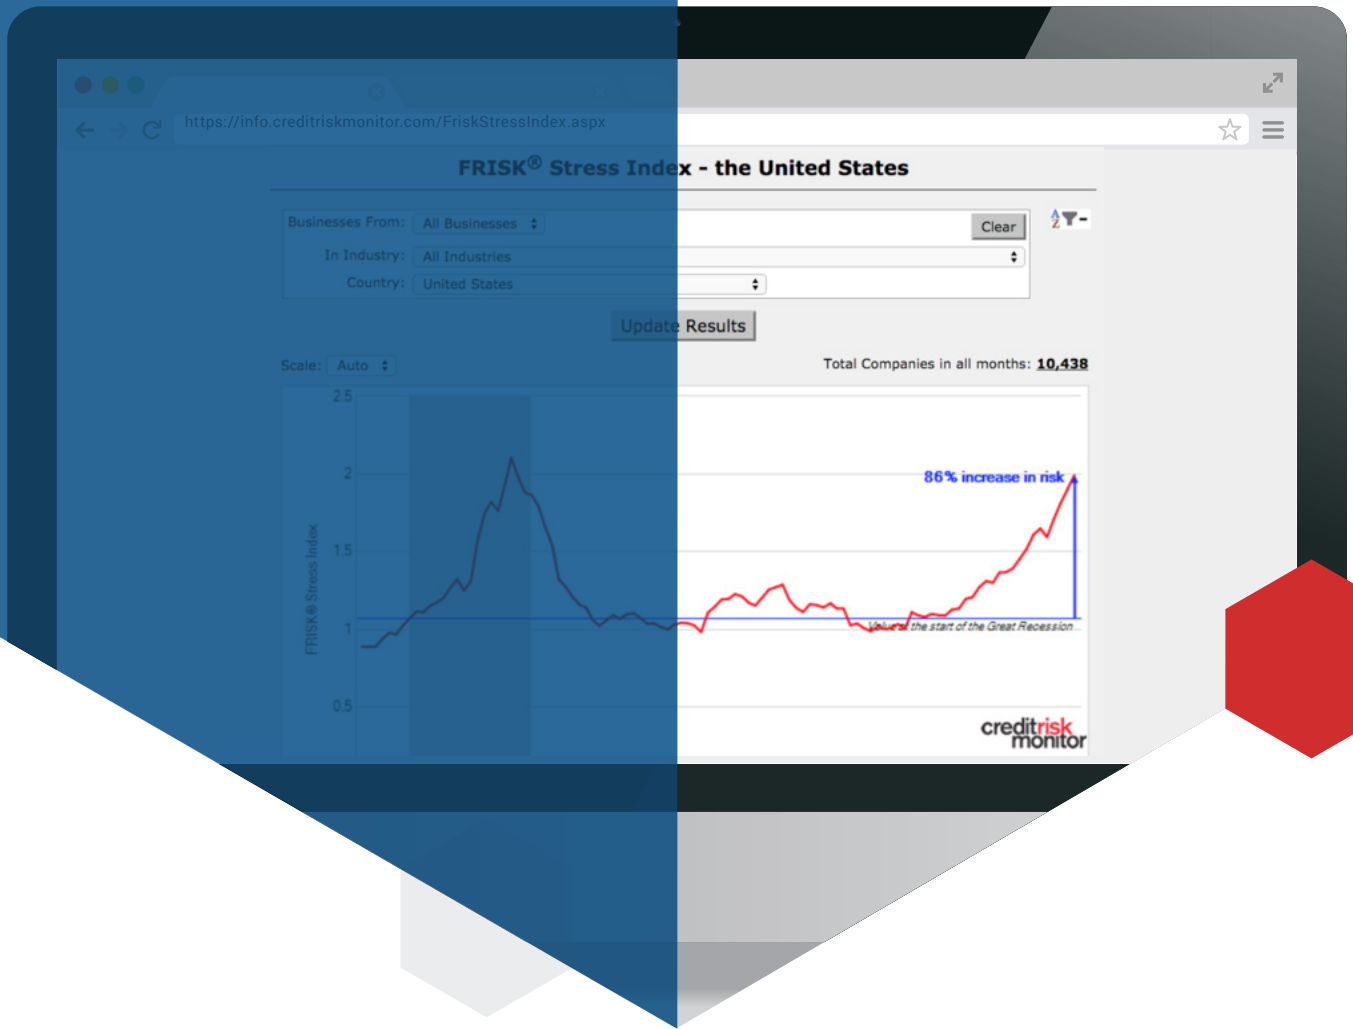 https://info.creditriskmonitor.com/FriskStressIndex.aspx
FRISK® Stress Index - the United States
Businesses From: All Businesses
Clear
In Industry: All Industries
Country: United States
Update Results
Scale: Auto
Total Companies in all months: 10,438
2.5
2
86% increase in risk
1.5
FRISK® Stress Index
1
Value at the start of the Great Recession
0.5
creditrisk
monitor